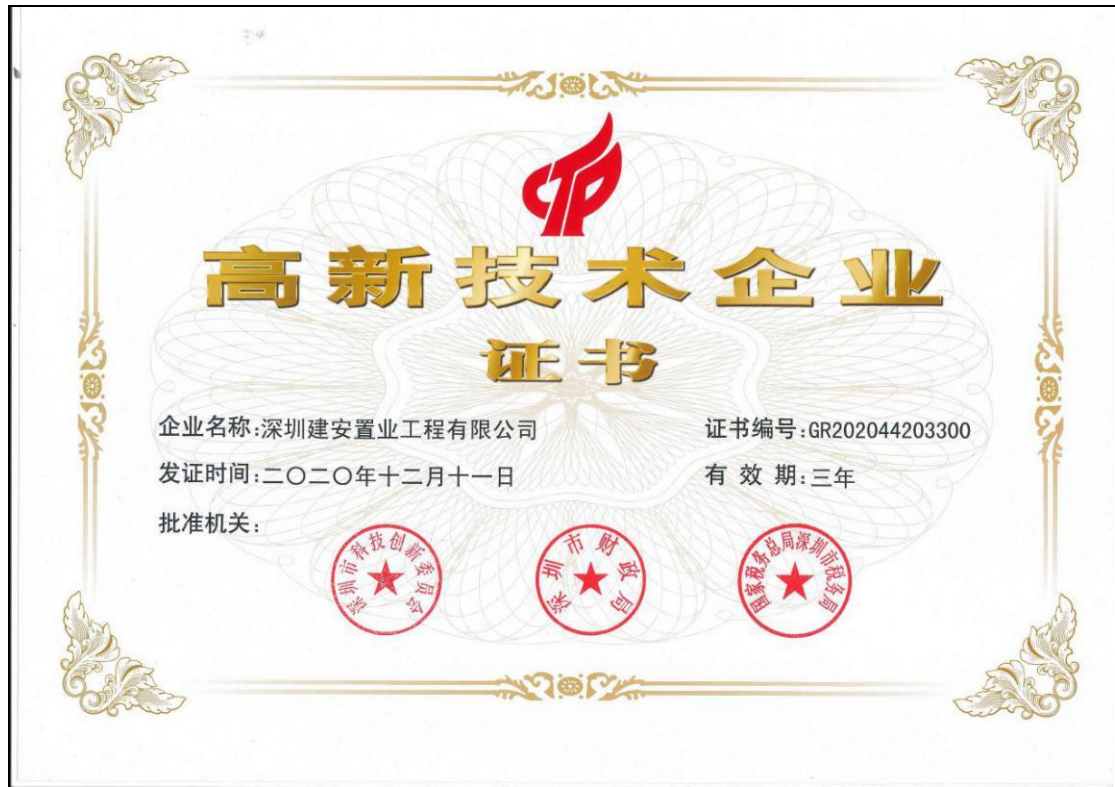 高新技术企业
证书
企业名称:深圳建安置业工程有限公司 证书编号:GR202044203300
发证时间:二〇二〇年十二月十一日 有效期:三年
批准机关:
深圳市科技创新委员会 深圳市财政局 国家税务总局深圳市税务局